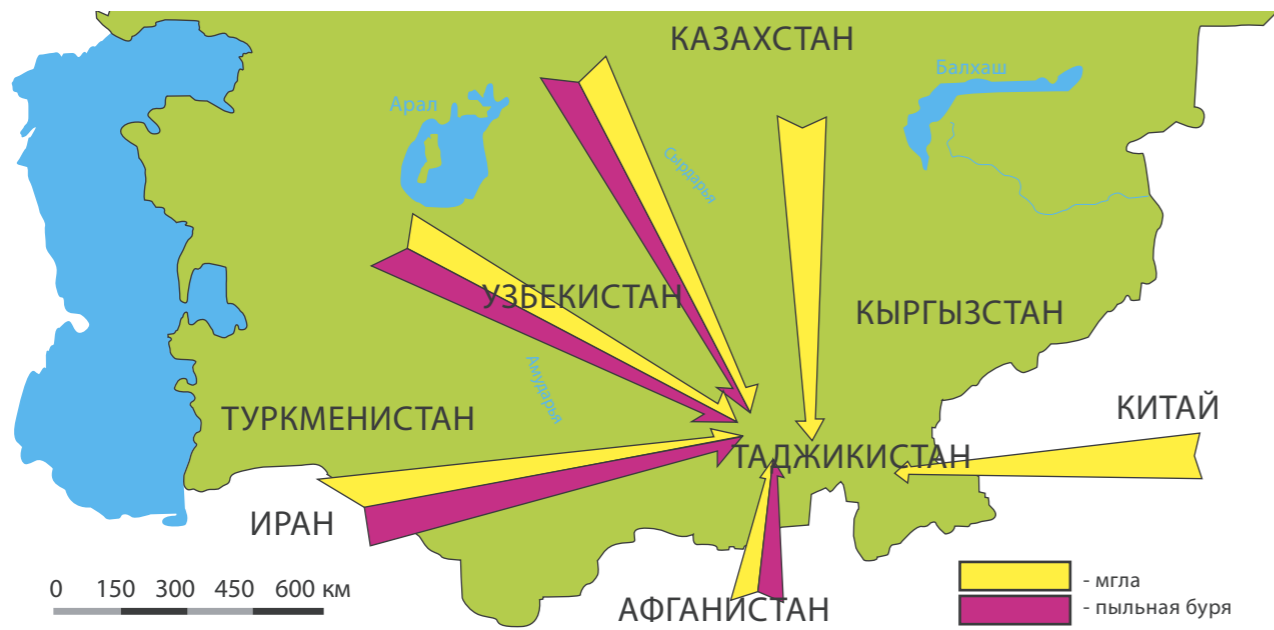 КАЗАХСТАН
Балхаш
Арал
Сырдарья
УЗБЕКИСТАН
КЫРГЫЗСТАН
Амударья
ТУРКМЕНИСТАН
КИТАЙ
ТАДЖИКИСТАН
ИРАН
0 150 300 450 600 км
- мгла
АФГАНИСТАН
- пыльная буря